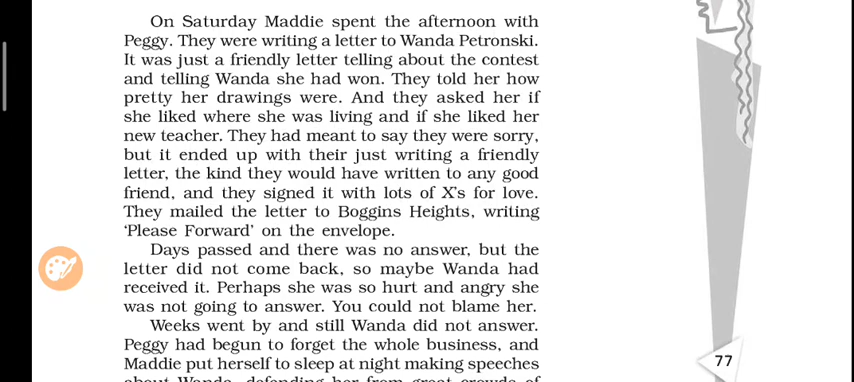 On Saturday Maddie spent the afternoon with
Peggy. They were writing a letter to Wanda Petronski.
It was just a friendly letter telling about the contest
and telling Wanda she had won. They told her how
pretty her drawings were. And they asked her if
she liked where she was living and if she liked her
new teacher. They had meant to say they were sorry,
but it ended up with their just writing a friendly
letter, the kind they would have written to any good
friend, and they signed it with lots of X's for love.
They mailed the letter to Boggins Heights, writing
‘Please Forward’ on the envelope.
Days passed and there was no answer, but the
letter did not come back, so maybe Wanda had
received it. Perhaps she was so hurt and angry she
was not going to answer. You could not blame her.
Weeks went by and still Wanda did not answer.
Peggy had begun to forget the whole business, and
Maddie put herself to sleep at night making speeches
about Wanda, defending her from great crowds of
77